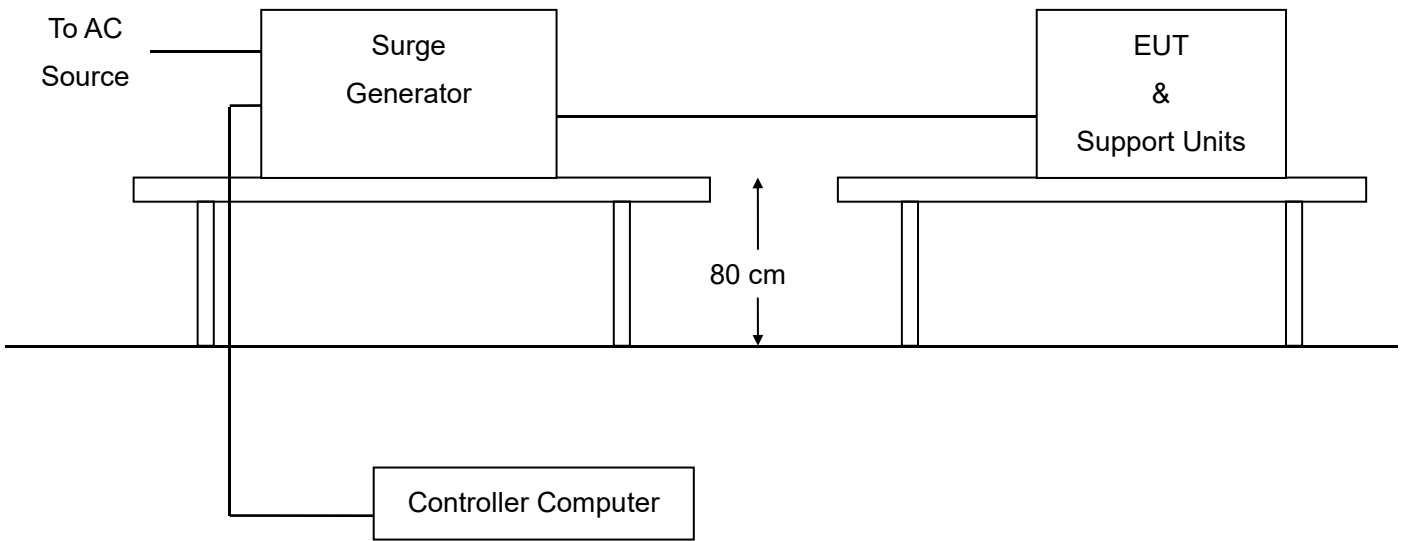 To AC
Source
Surge
Generator
EUT
&
Support Units
80 cm
Controller Computer